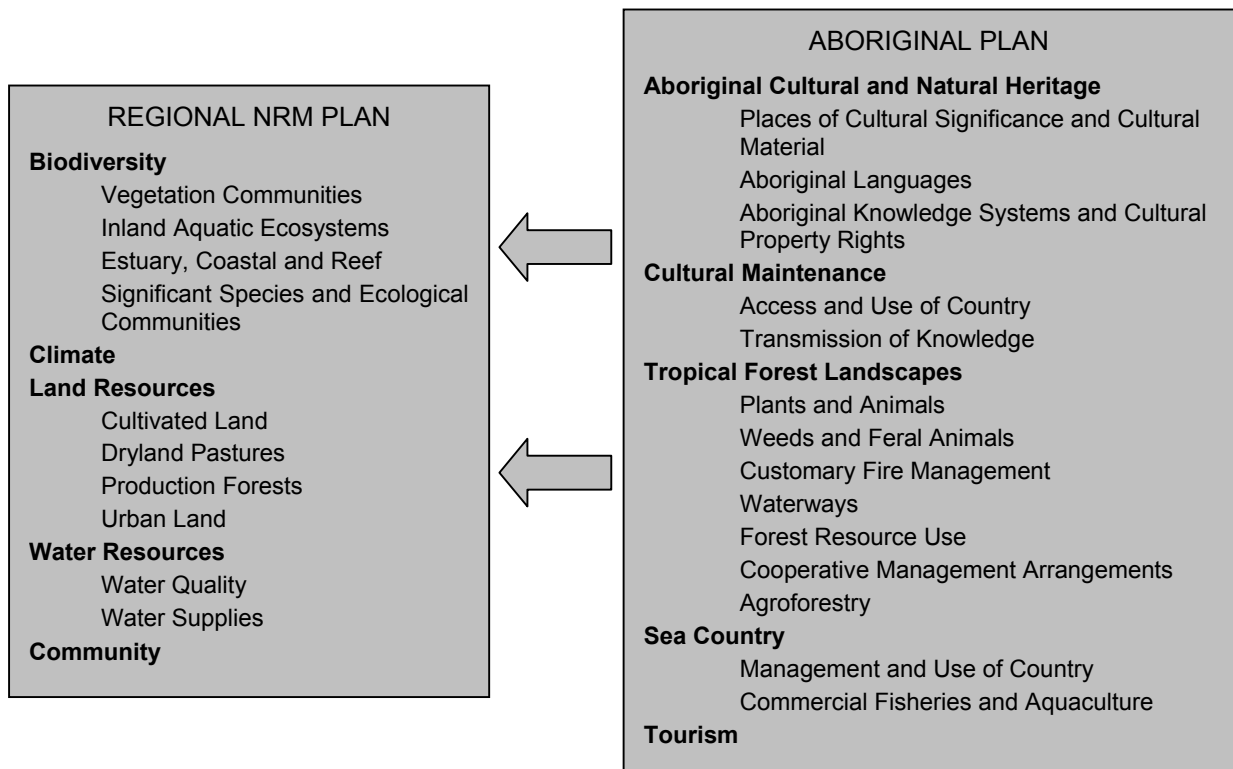 REGIONAL NRM PLAN
Biodiversity
Vegetation Communities
Inland Aquatic Ecosystems
Estuary, Coastal and Reef
Significant Species and Ecological
Communities
Climate
Land Resources
Cultivated Land
Dryland Pastures
Production Forests
Urban Land
Water Resources
Water Quality
Water Supplies
Community
ABORIGINAL PLAN
Aboriginal Cultural and Natural Heritage
Places of Cultural Significance and Cultural
Material
Aboriginal Languages
Aboriginal Knowledge Systems and Cultural
Property Rights
Cultural Maintenance
Access and Use of Country
Transmission of Knowledge
Tropical Forest Landscapes
Plants and Animals
Weeds and Feral Animals
Customary Fire Management
Waterways
Forest Resource Use
Cooperative Management Arrangements
Agroforestry
Sea Country
Management and Use of Country
Commercial Fisheries and Aquaculture
Tourism